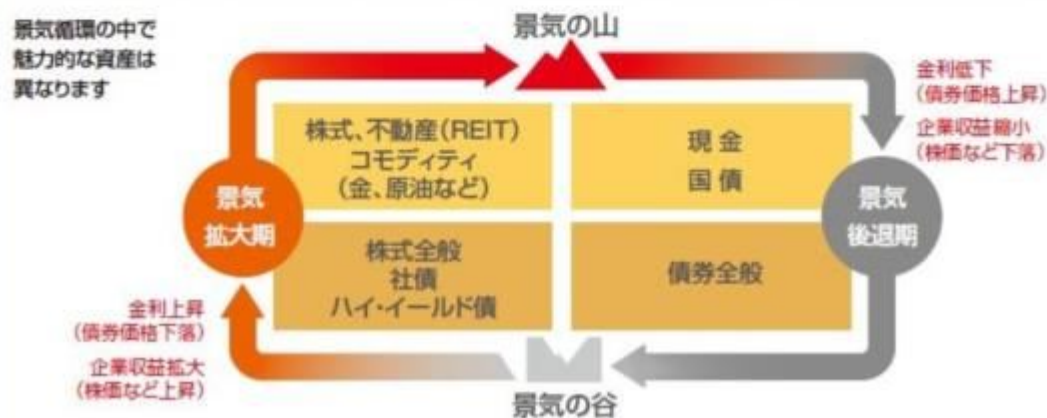 景気循環の中で
魅力的な資産は
異なります
景気の山
金利低下
(債券価格上昇)
企業収益縮小
(株価など下落)
株式、不動産(REIT)
コモディティ
(金、原油など)
現金
国債
景気
拡大期
景気
後退期
株式全般
社債
ハイ・イールド債
債券全般
金利上昇
(債券価格下落)
企業収益拡大
(株価など上昇)
景気の谷